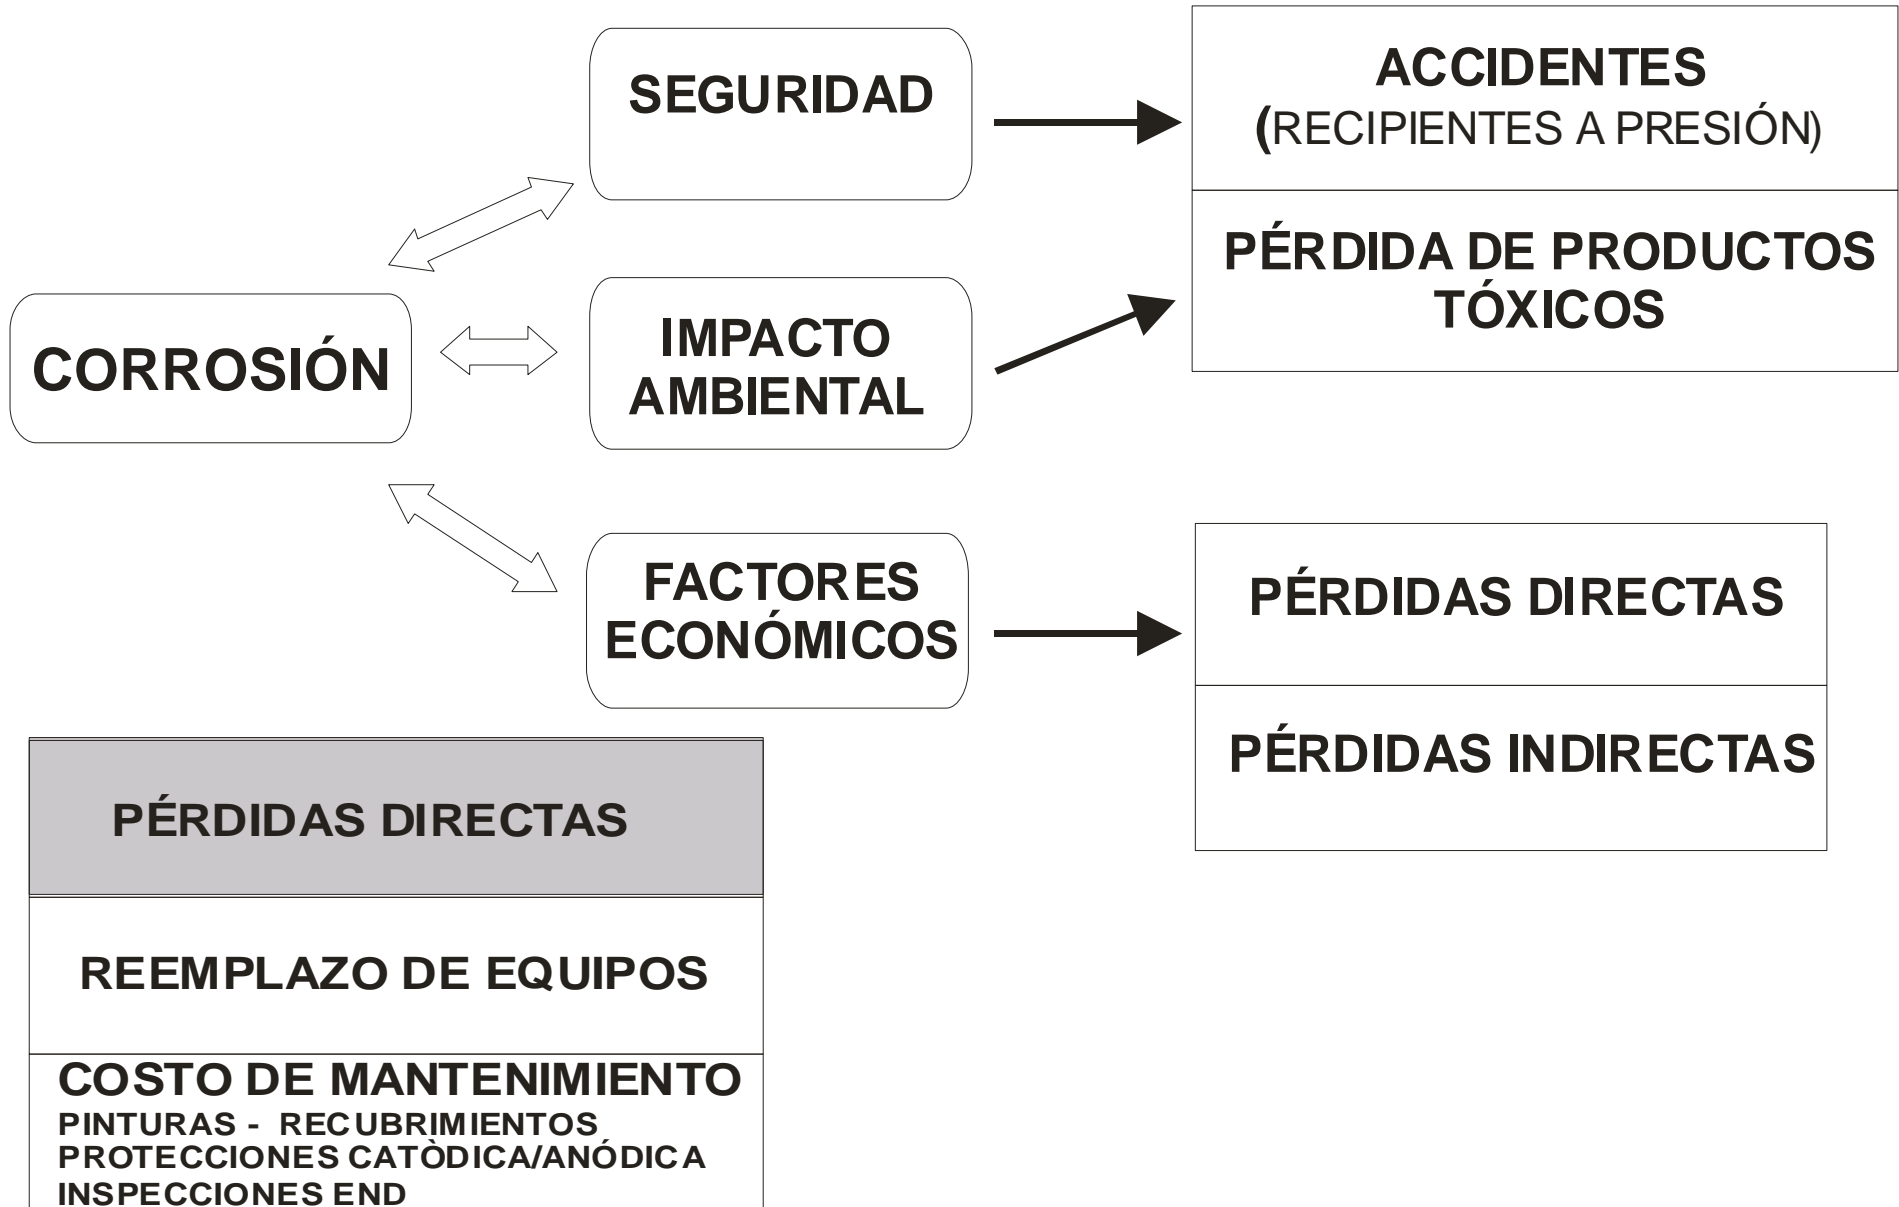 SEGURIDAD
ACCIDENTES
(RECIPIENTES A PRESIÓN)
PÉRDIDA DE PRODUCTOS
TÓXICOS
CORROSIÓN
IMPACTO
AMBIENTAL
FACTORES
ECONÓMICOS
PÉRDIDAS DIRECTAS
PÉRDIDAS INDIRECTAS
PÉRDIDAS DIRECTAS
REEMPLAZO DE EQUIPOS
COSTO DE MANTENIMIENTO
PINTURAS - RECUBRIMIENTOS
PROTECCIONES CATÒDICA/ANÓDICA
INSPECCIONES END